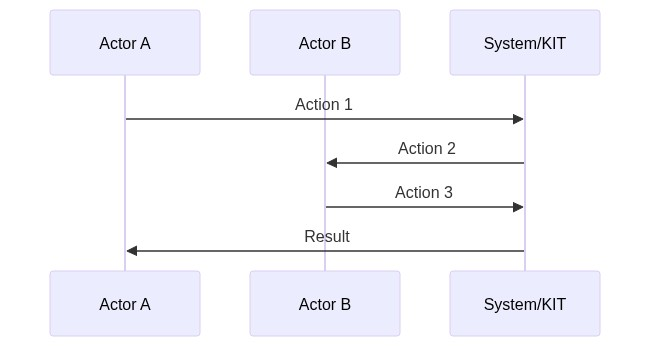 Actor A
Actor B
System/KIT
Action 1
Action 2
Action 3
Result
Actor A
Actor B
System/KIT